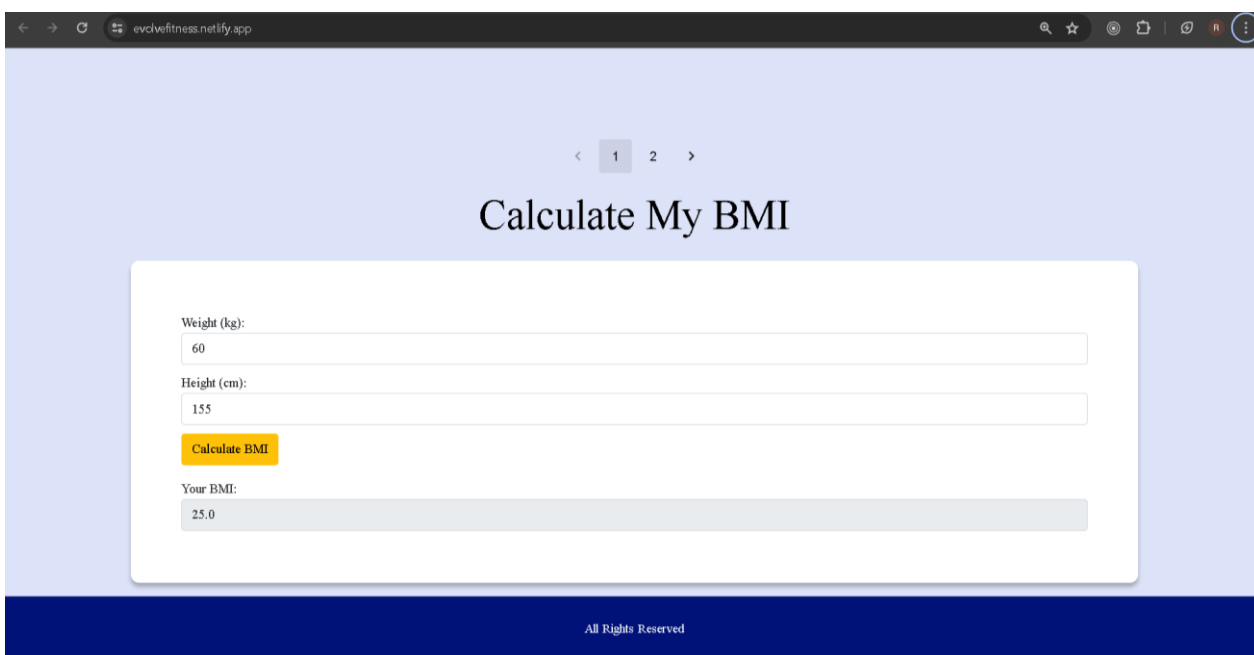 evolvefitness.netlify.app
R
1 2
Calculate My BMI
Weight (kg):
60
Height (cm):
155
Calculate BMI
Your BMI:
25.0
All Rights Reserved